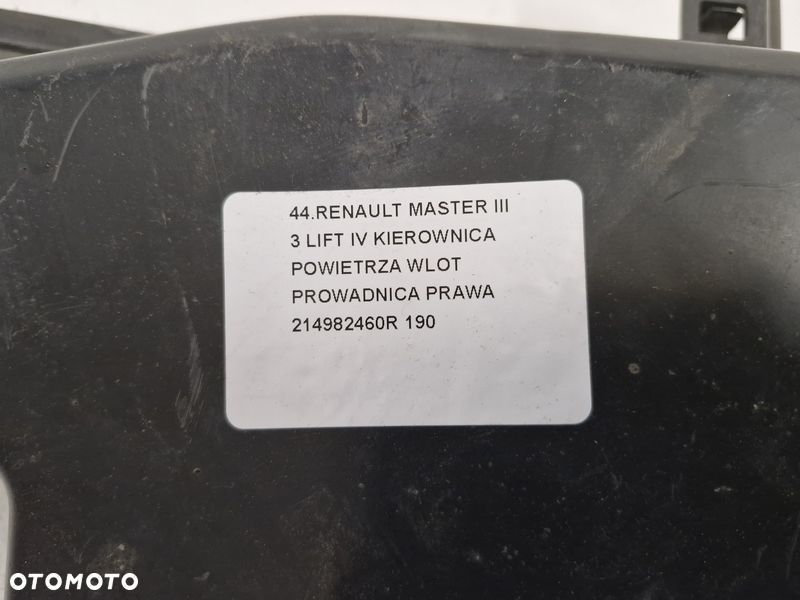 44.RENAULT MASTER III
3 LIFT IV KIEROWNICA
POWIETRZA WLOT
PROWADNICA PRAWA
214982460R 190
OTOMOTO